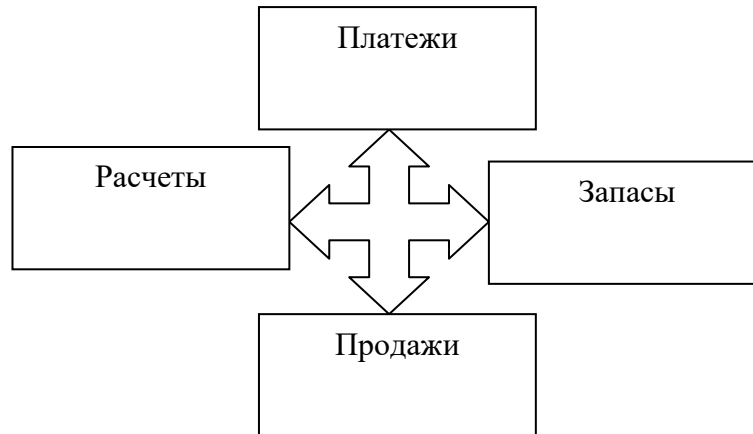 Платежи
Расчеты
Запасы
Продажи